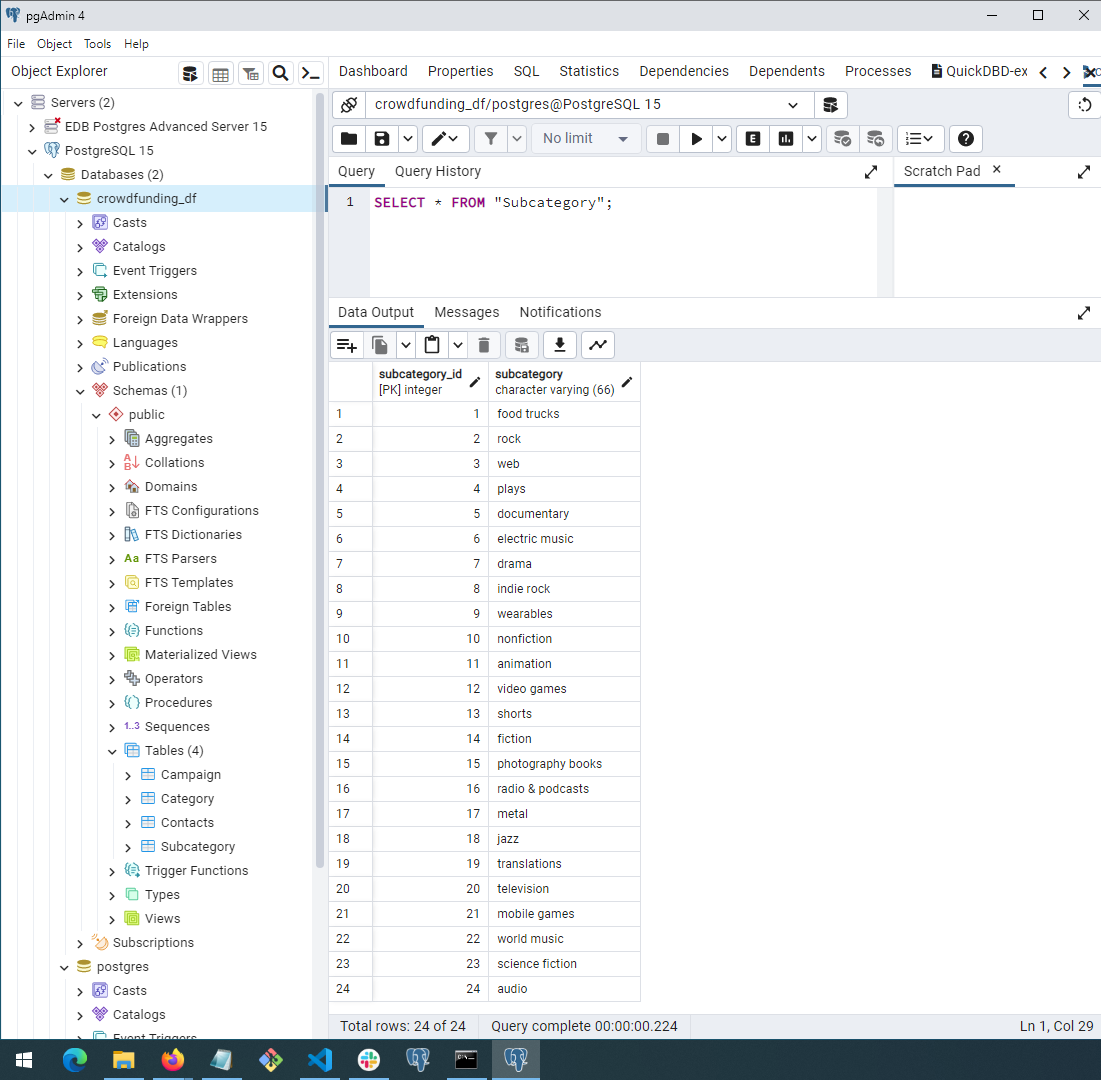 pgAdmin 4
File Object Tools Help
Object Explorer
Dashboard Properties SQL Statistics Dependencies Dependents Processes QuickDBD-ex
Servers (2)
EDB Postgres Advanced Server 15
PostgreSQL 15
Databases (2)
crowdfunding_df
Casts
Catalogs
Event Triggers
Extensions
Foreign Data Wrappers
Languages
Publications
Schemas (1)
public
Aggregates
Collations
Domains
FTS Configurations
FTS Dictionaries
Aa FTS Parsers
FTS Templates
Foreign Tables
Functions
Materialized Views
Operators
Procedures
1..3 Sequences
Tables (4)
Campaign
Category
Contacts
Subcategory
Trigger Functions
Types
Views
Subscriptions
postgres
Casts
Catalogs
Event Triggers
crowdfunding_df/postgres@PostgreSQL 15
No limit
E
Query Query History
Scratch Pad
1 SELECT * FROM "Subcategory";
Data Output Messages Notifications
subcategory_id subcategory
[PK] integer character varying (66)
1 1 food trucks
2 2 rock
3 3 web
4 4 plays
5 5 documentary
6 6 electric music
7 7 drama
8 8 indie rock
9 9 wearables
10 10 nonfiction
11 11 animation
12 12 video games
13 13 shorts
14 14 fiction
15 15 photography books
16 16 radio & podcasts
17 17 metal
18 18 jazz
19 19 translations
20 20 television
21 21 mobile games
22 22 world music
23 23 science fiction
24 24 audio
Total rows: 24 of 24 Query complete 00:00:00.224 Ln 1, Col 29